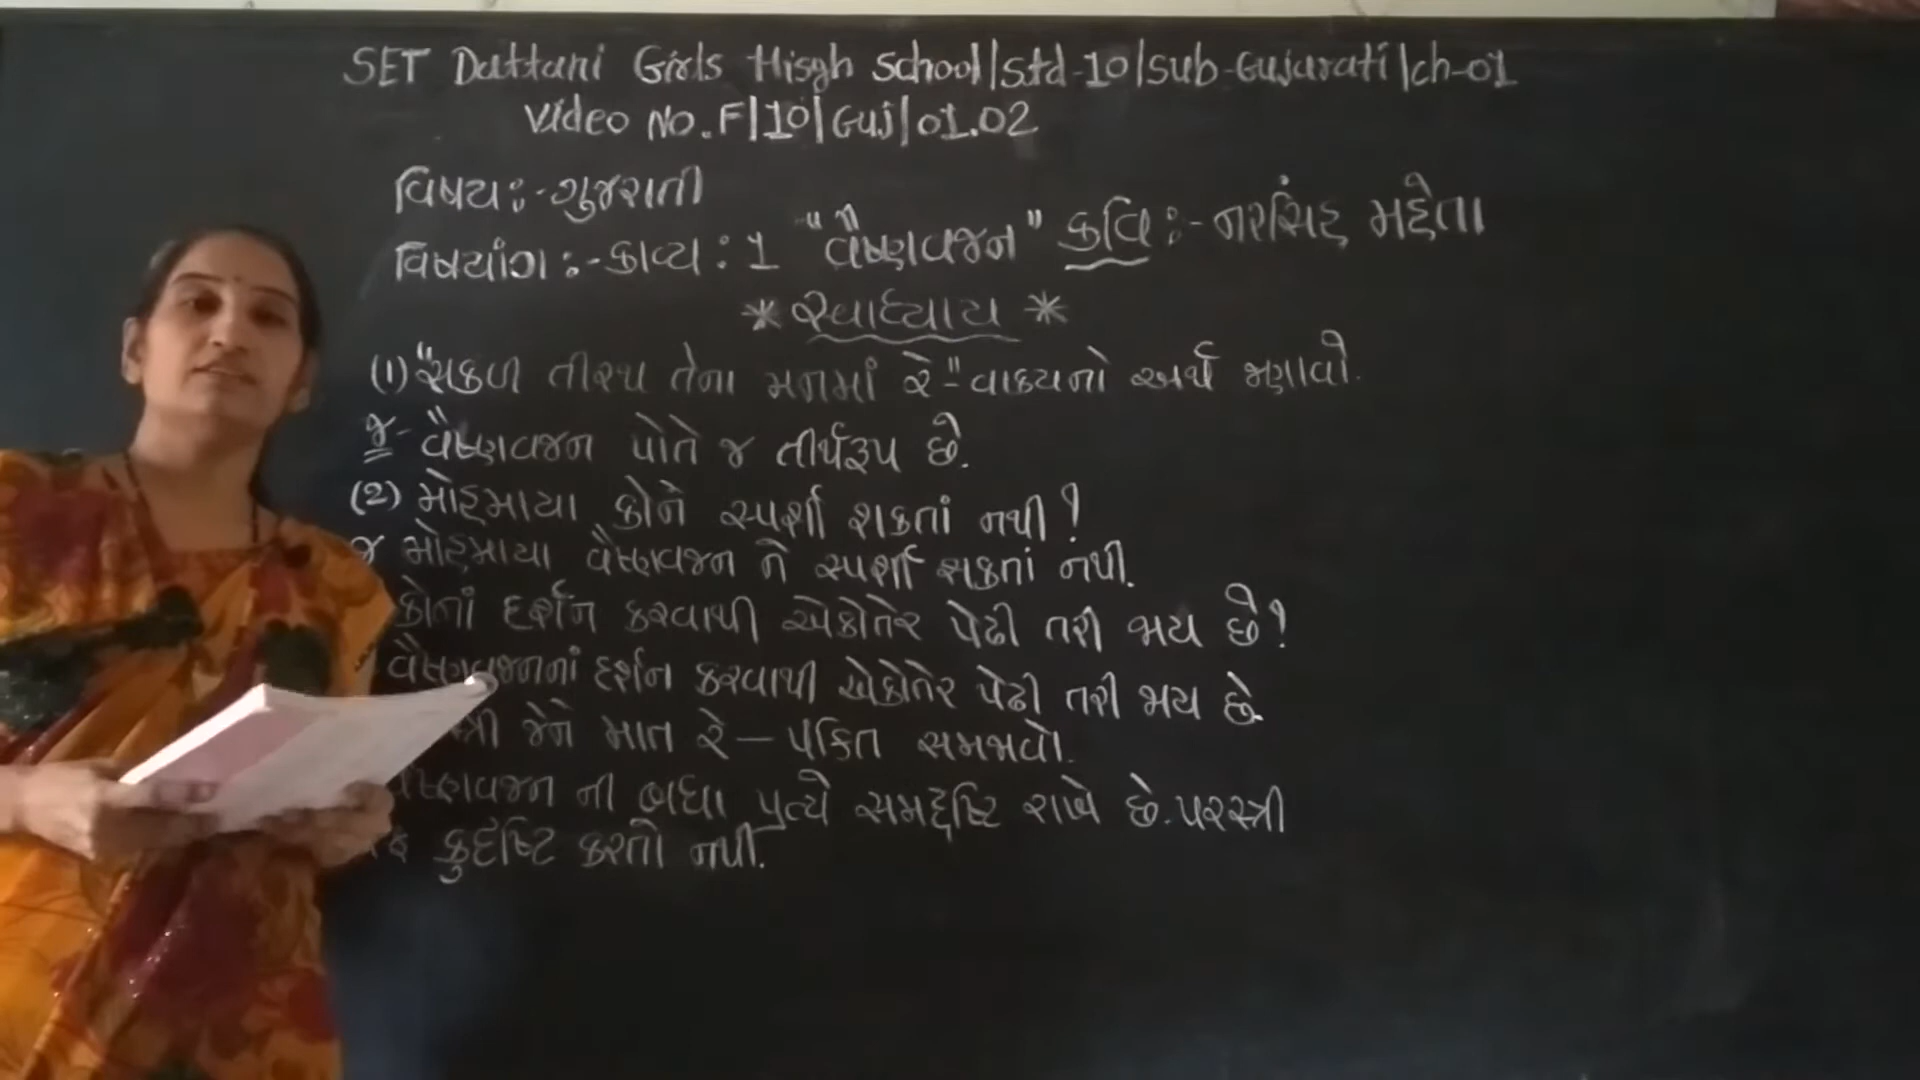 SET Dattani Girls Hisgh School|Std-10|Sub-Gujarati|ch-01
Video No. F|10|Guj|01.02
વિષય:-ગુજરાતી
વિષયાંગ:-કાવ્ય : 1 "વૈષ્ણવજન" કવિ:- નરસિંહ મહેતા
* સ્વાધ્યાય *
(1) "સકળ તીરથ તેના મનમાં રે"-વાક્યનો અર્થ જણાવો.
જ- વૈષ્ણવજન પોતે જ તીર્થરૂપ છે.
(2) મોહમાયા કોને સ્પર્શી શકતાં નથી?
જ મોહમાયા વૈષ્ણવજન ને સ્પર્શી શકતાં નથી.
કોનાં દર્શન કરવાથી એકોતેર પેઢી તરી જાય છે?
વૈષ્ણવજનનાં દર્શન કરવાથી એકોતેર પેઢી તરી જાય છે.
સ્ત્રી જેને માત રે - પંકિત સમજાવો.
વૈષ્ણવજન ની બધા પ્રત્યે સમદ્દષ્ટિ રાખે છે. પરસ્ત્રી
કુદૃષ્ટિ કરતો નથી.